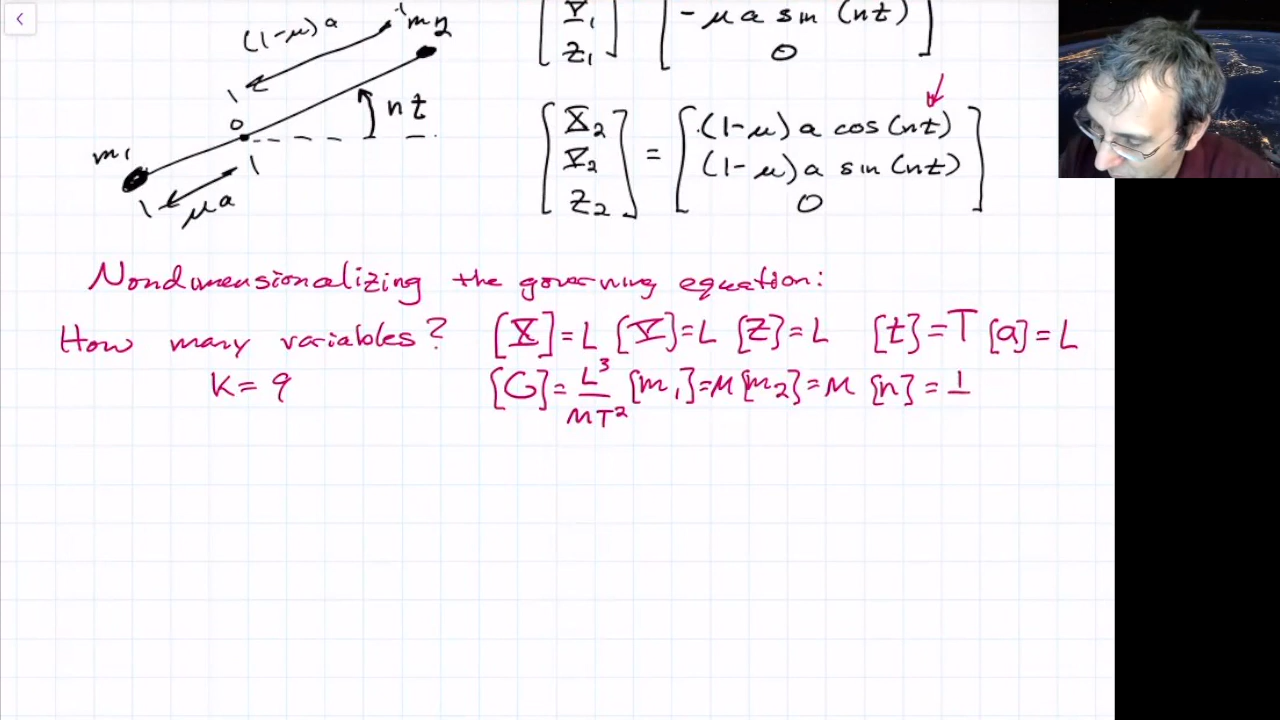 (1-μ)a
m2
nt
0
m1
μa
[Y1 Z1] [-μa sin(nt) 0]
[X2 Y2 Z2] = [(1-μ)a cos(nt) (1-μ)a sin(nt) 0]
Nondimensionalizing the governing equation:
How many variables? [X]=L [Y]=L [Z]=L [t]=T [a]=L
k=9 [G]=L³/MT² [m1]=M [m2]=M [n]=1